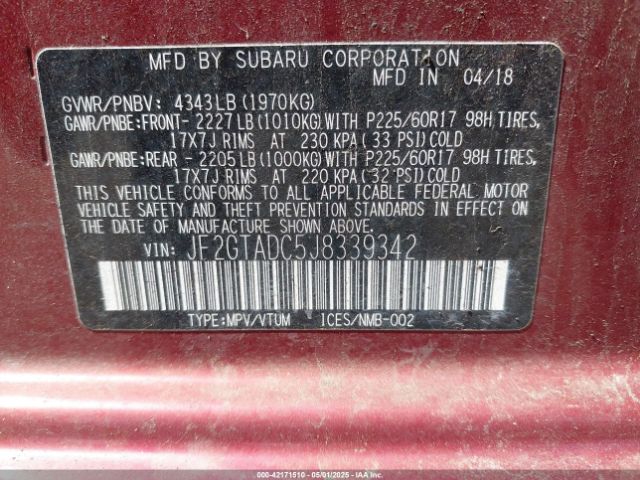 MFD BY SUBARU CORPORATION
MFD IN 04/18
GVWR/PNBV: 4343LB (1970KG)
GAWR/PNBE:FRONT- 2227LB (1010KG)WITH P225/60R17 98H TIRES,
17X7J RIMS AT 230 KPA (33 PSI)COLD
GAWR/PNBE:REAR - 2205LB (1000KG)WITH P225/60R17 98H TIRES,
17X7J RIMS AT 220 KPA (32 PSI)COLD
THIS VEHICLE CONFORMS TO ALL APPLICABLE FEDERAL MOTOR
VEHICLE SAFETY AND THEFT PREVENTION STANDARDS IN EFFECT ON THE
DATE OF MANUFACTURE SHOWN ABOVE.
VIN: JF2GTADC5J8339342
TYPE:MPV/VTUM ICES/NMB-002
000-42171510 05/01/2025 IAAI.COM